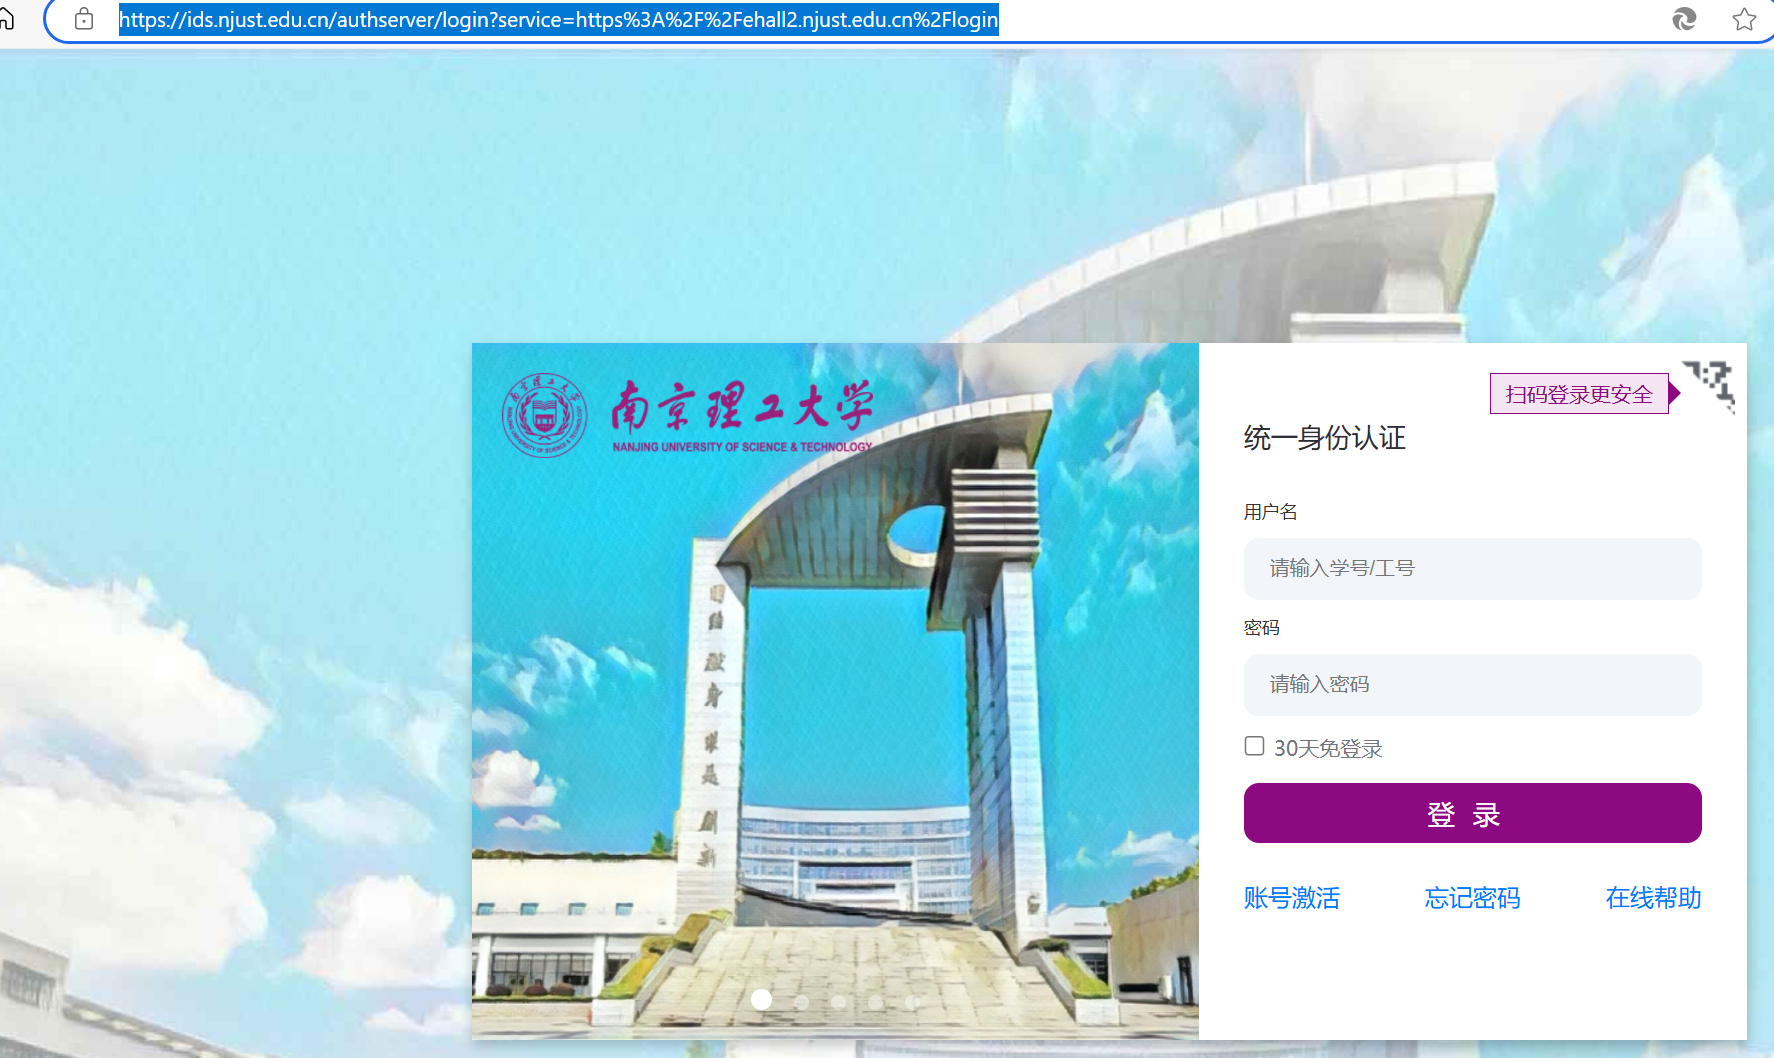 https://ids.njust.edu.cn/authserver/login?service=https%3A%2F%2Fehall2.njust.edu.cn%2Flogin
南京理工大学
NANJING UNIVERSITY OF SCIENCE & TECHNOLOGY
扫码登录更安全
统一身份认证
用户名
请输入学号/工号
密码
请输入密码
30天免登录
登 录
账号激活
忘记密码
在线帮助